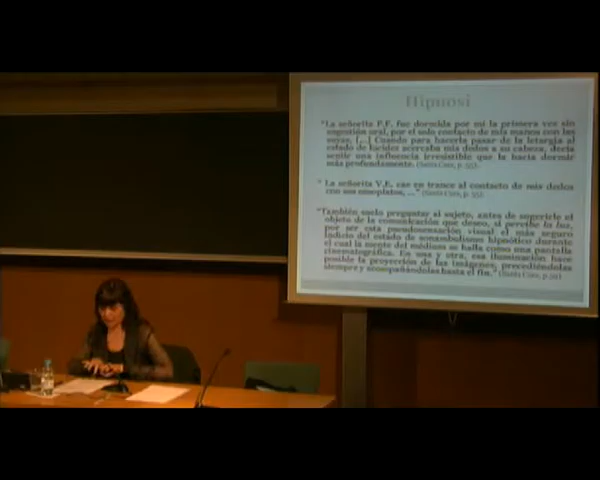 Hipnosi
"La señorita F.F. fue dormida por mi la primera vez sin
sugestión oral, por el solo contacto de mis manos con las
suyas. [...] Cuando para hacerla pasar de la letargia al
estado de lucidez acercaba mis dedos a su cabeza, decía
sentir una influencia irresistible que la hacía dormir
más profundamente.
"La señorita V.E. cae en trance al contacto de mis dedos
con sus omoplatos, ..."
"También suelo preguntar al sujeto, antes de sugerirle el
objeto de la comunicación que deseo, si percibe la luz,
por ser esta pseudosensación visual el más seguro
indicio del estado de sonambulismo hipnótico durante
el cual la mente del médium se halla como una pantalla
cinematográfica. En una y otra, esa iluminación hace
posible la proyección de las imágenes, precediéndolas
siempre y acompañándolas hasta el fin."